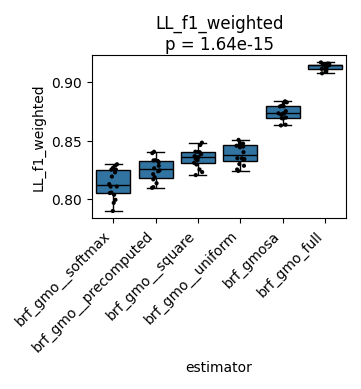 LL_f1_weighted
p = 1.64e-15
LL_f1_weighted
0.90
0.85
0.80
brf_gmo__softmax
brf_gmo__precomputed
brf_gmo__square
brf_gmo__uniform
brf_gmosa
brf_gmo_full
estimator